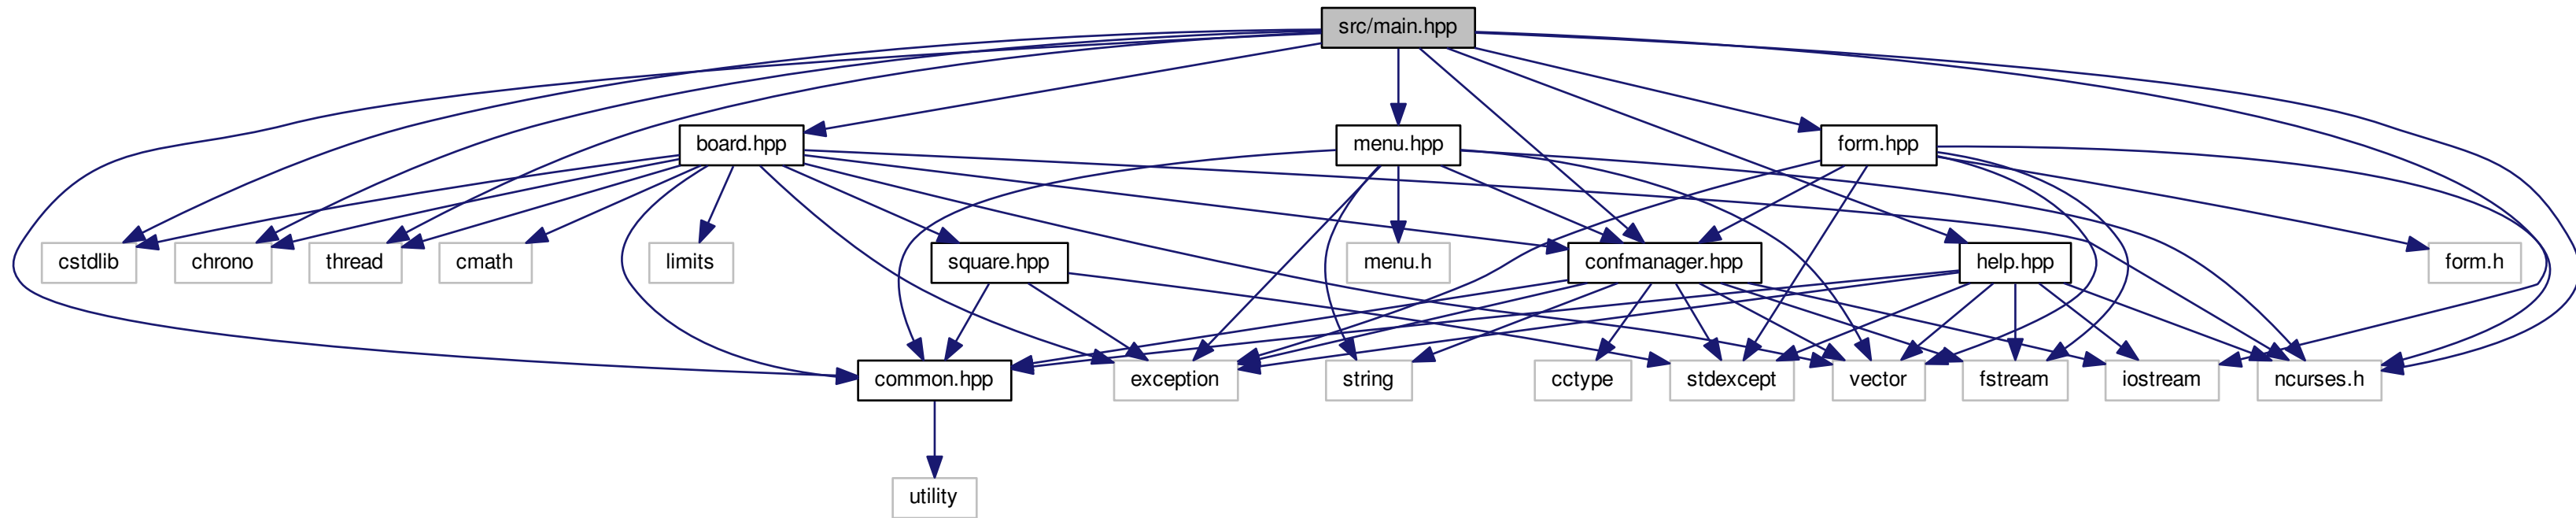 src/main.hpp
board.hpp
menu.hpp
form.hpp
cstdlib
chrono
thread
cmath
limits
square.hpp
menu.h
confmanager.hpp
help.hpp
form.h
common.hpp
exception
string
cctype
stdexcept
vector
fstream
iostream
ncurses.h
utility